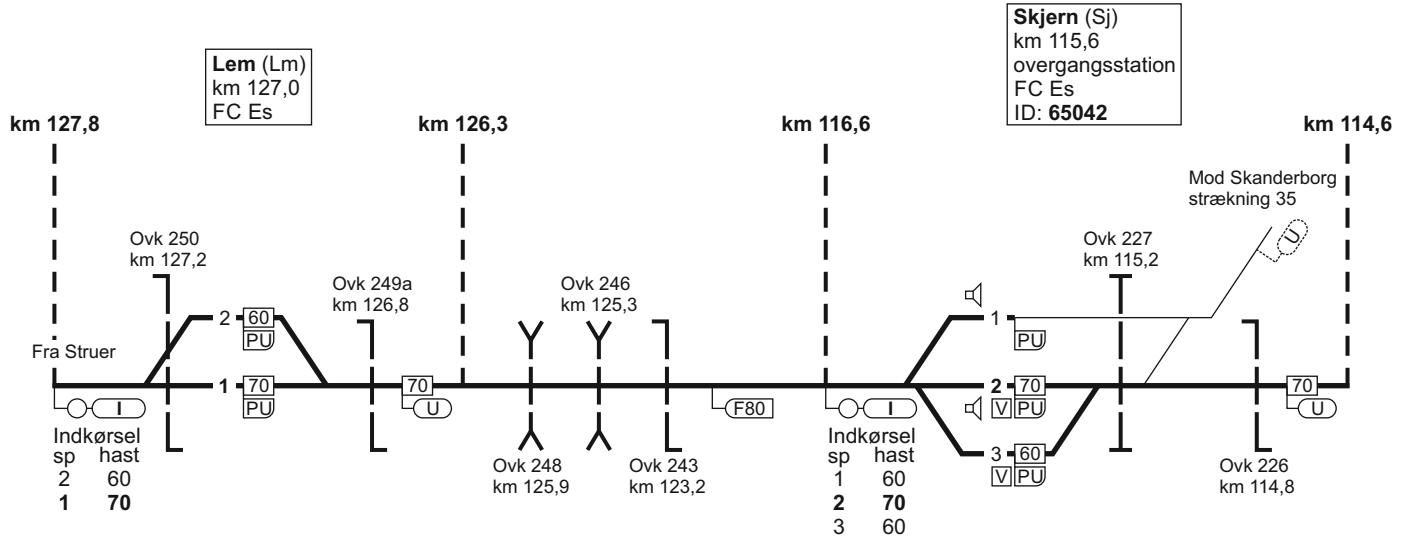 Skjern (Sj)
km 115,6
overgangsstation
FC Es
ID: 65042
Lem (Lm)
km 127,0
FC Es
km 127,8
km 126,3
km 116,6
km 114,6
Mod Skanderborg
strækning 35
U
Ovk 250
km 127,2
Ovk 249a
km 126,8
Ovk 246
km 125,3
Ovk 227
km 115,2
2 60
PU
1
PU
Fra Struer
1 70
PU
70
U
2 70
V PU
70
U
I
F80
I
Indkørsel
sp hast
2 60
1 70
Ovk 248
km 125,9
Ovk 243
km 123,2
Indkørsel
sp hast
1 60
2 70
3 60
3 60
V PU
Ovk 226
km 114,8